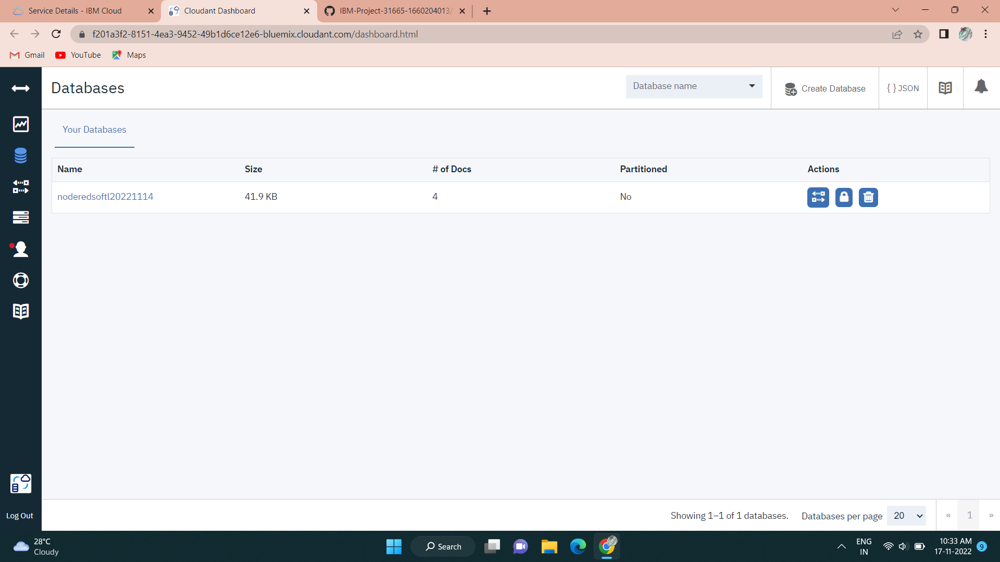 Service Details - IBM Cloud
Cloudant Dashboard
IBM-Project-31665-1660204013/
f201a3f2-8151-4ea3-9452-49b1d6ce12e6-bluemix.cloudant.com/dashboard.html
Gmail
YouTube
Maps
Databases
Database name
Create Database
{ } JSON
Your Databases
Name Size # of Docs Partitioned Actions
noderedsoftl20221114 41.9 KB 4 No
Log Out
Showing 1–1 of 1 databases.
Databases per page 20
« 1 »
28°C
Cloudy
Search
ENG
IN
10:33 AM
17-11-2022
9